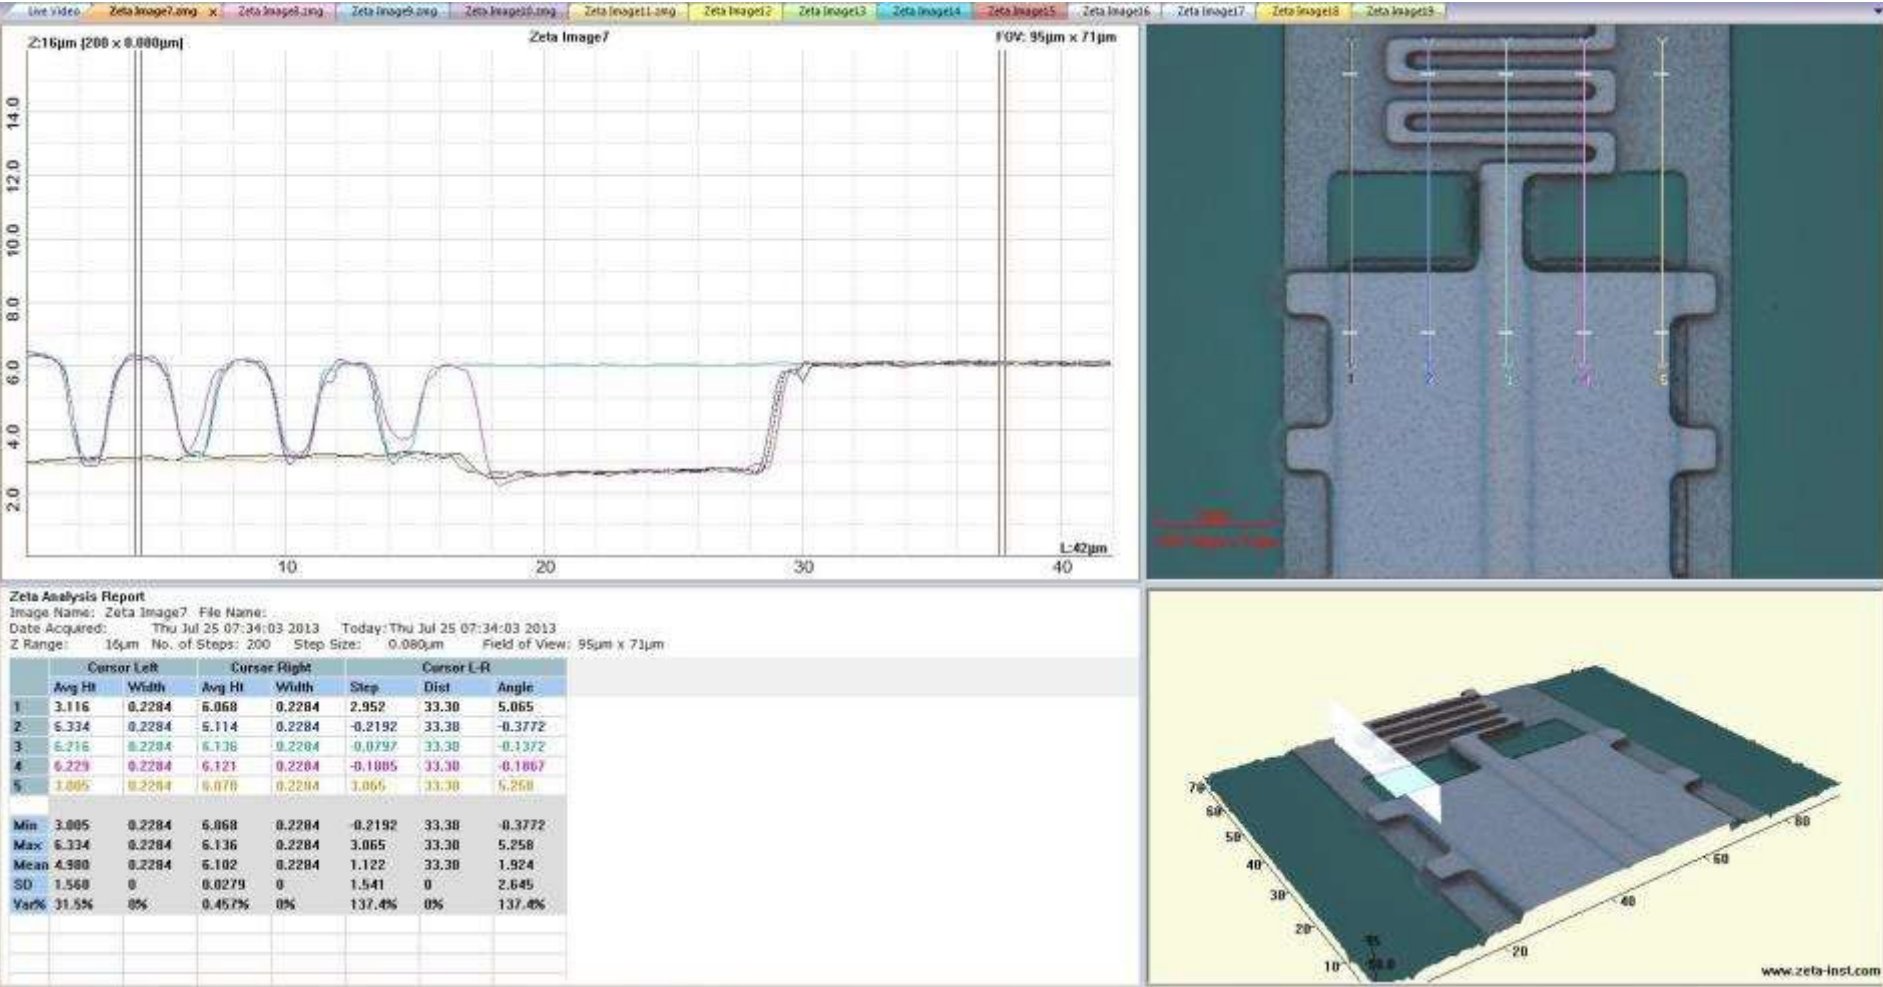 Live Video Zeta Image7.zmg x Zeta Image8.zmg Zeta Image9.zmg Zeta Image10.zmg Zeta Image11.zmg Zeta Image12 Zeta Image13 Zeta Image14 Zeta Image15 Zeta Image16 Zeta Image17 Zeta Image18 Zeta Image19
Z:16µm [200 x 0.080µm]
Zeta Image7
FOV: 95µm x 71µm
14.0
12.0
10.0
8.0
6.0
4.0
2.0
L:42µm
10 20 30 40
1 2 3 4 5
Zeta Analysis Report
Image Name: Zeta Image7 File Name:
Date Acquired: Thu Jul 25 07:34:03 2013 Today: Thu Jul 25 07:34:03 2013
Z Range: 16µm No. of Steps: 200 Step Size: 0.080µm Field of View: 95µm x 71µm
Cursor Left Cursor Right Cursor L-R
Avg Ht Width Avg Ht Width Step Dist Angle
1 3.116 0.2284 6.068 0.2284 2.952 33.30 5.065
2 6.334 0.2284 6.114 0.2284 -0.2192 33.30 -0.3772
3 6.216 0.2284 6.136 0.2284 -0.0797 33.30 -0.1372
4 6.229 0.2284 6.121 0.2284 -0.1085 33.30 -0.1867
5 3.005 0.2284 6.070 0.2284 3.065 33.30 5.258
Min 3.005 0.2284 6.068 0.2284 -0.2192 33.30 -0.3772
Max 6.334 0.2284 6.136 0.2284 3.065 33.30 5.258
Mean 4.980 0.2284 6.102 0.2284 1.122 33.30 1.924
SD 1.560 0 0.0279 0 1.541 0 2.645
Var% 31.5% 0% 0.457% 0% 137.4% 0% 137.4%
70
60
50
40
30
20
10
20
40
60
80
www.zeta-inst.com